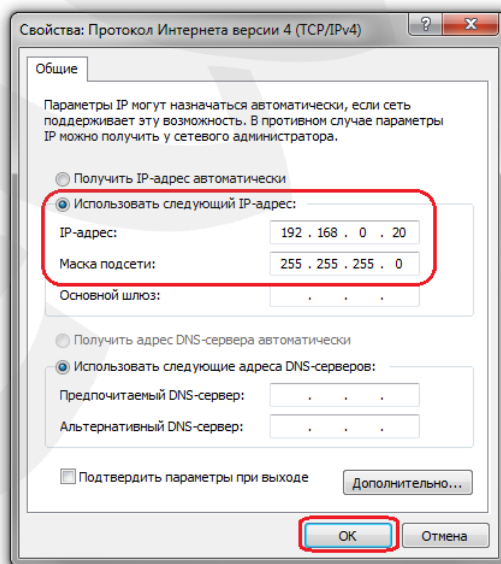 Свойства: Протокол Интернета версии 4 (TCP/IPv4)
Общие
Параметры IP могут назначаться автоматически, если сеть
поддерживает эту возможность. В противном случае параметры
IP можно получить у сетевого администратора.
Получить IP-адрес автоматически
Использовать следующий IP-адрес:
IP-адрес: 192 . 168 . 0 . 20
Маска подсети: 255 . 255 . 255 . 0
Основной шлюз: . . .
Получить адрес DNS-сервера автоматически
Использовать следующие адреса DNS-серверов:
Предпочитаемый DNS-сервер: . . .
Альтернативный DNS-сервер: . . .
Подтвердить параметры при выходе
Дополнительно...
ОК Отмена